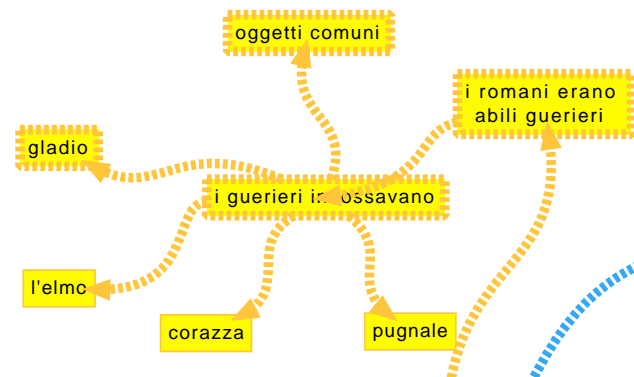 oggetti comuni
i romani erano
abili guerieri
gladio
i guerieri indossavano
l'elmo
corazza
pugnale